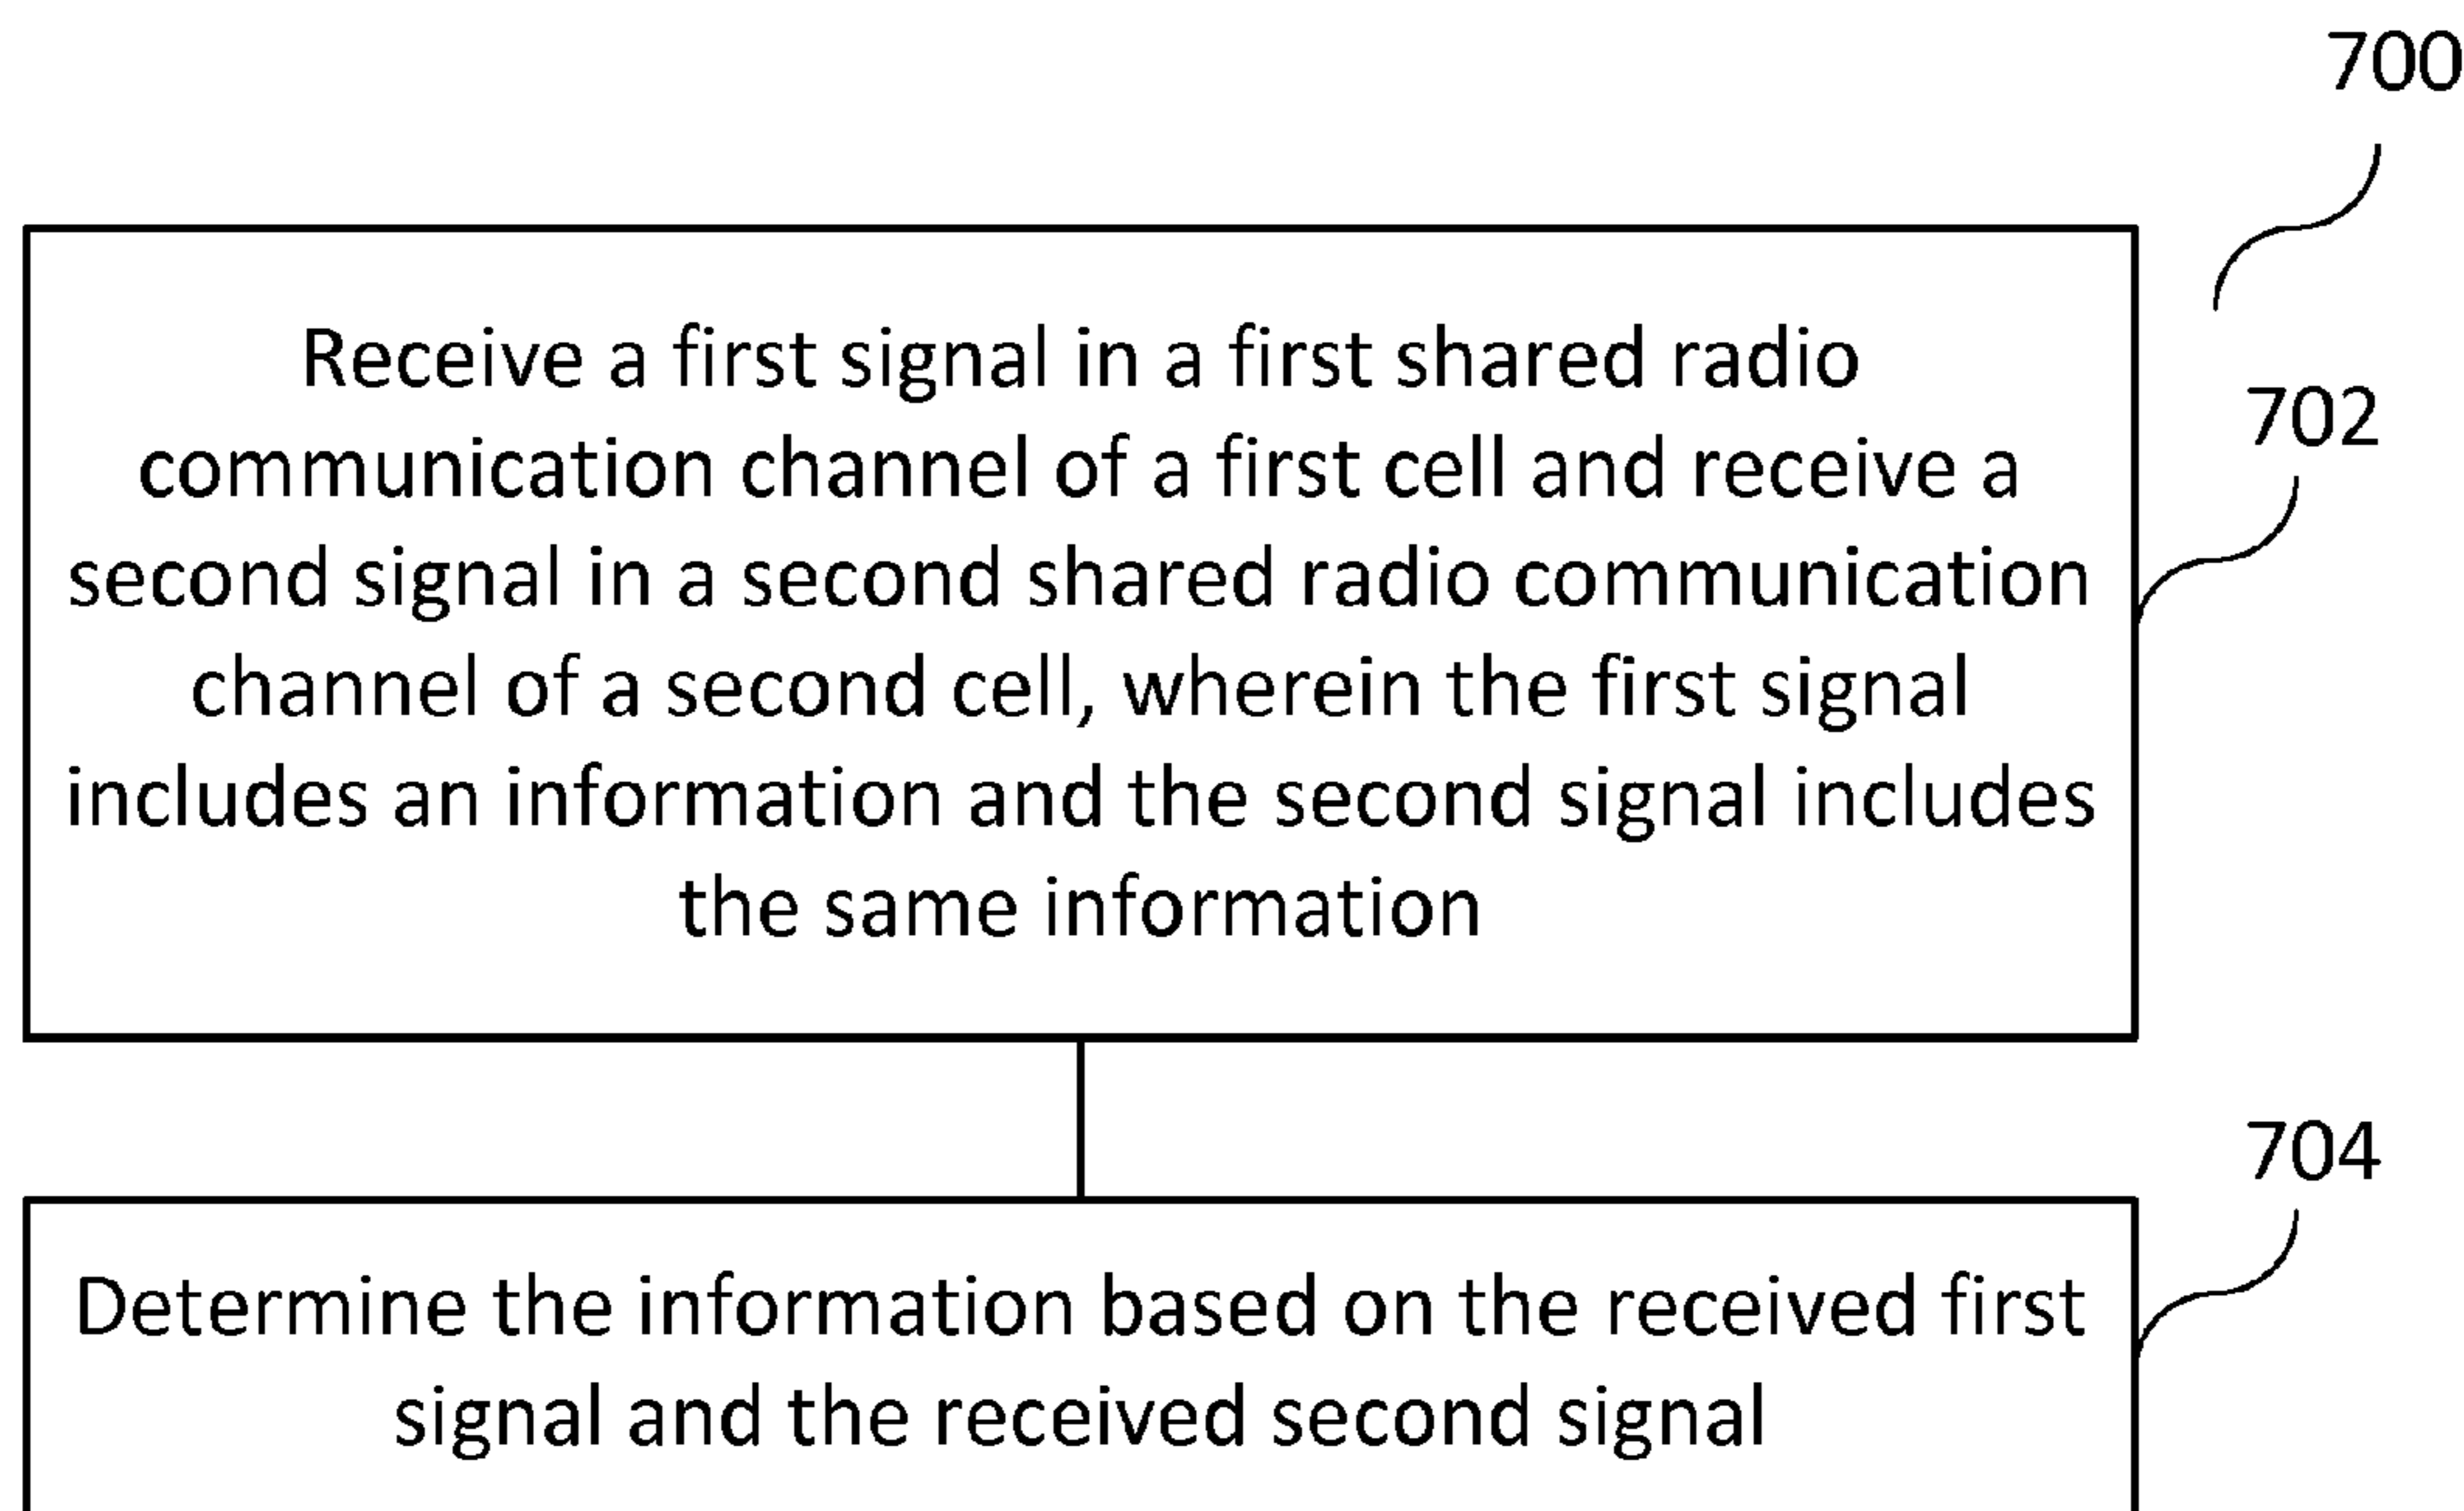 700
Receive a first signal in a first shared radio
communication channel of a first cell and receive a
second signal in a second shared radio communication
channel of a second cell, wherein the first signal
includes an information and the second signal includes
the same information
702
704
Determine the information based on the received first
signal and the received second signal